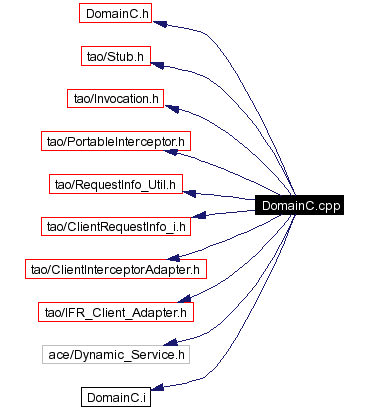 DomainC.h
tao/Stub.h
tao/Invocation.h
tao/PortableInterceptor.h
tao/RequestInfo_Util.h
DomainC.cpp
tao/ClientRequestInfo_i.h
tao/ClientInterceptorAdapter.h
tao/IFR_Client_Adapter.h
ace/Dynamic_Service.h
DomainC.i